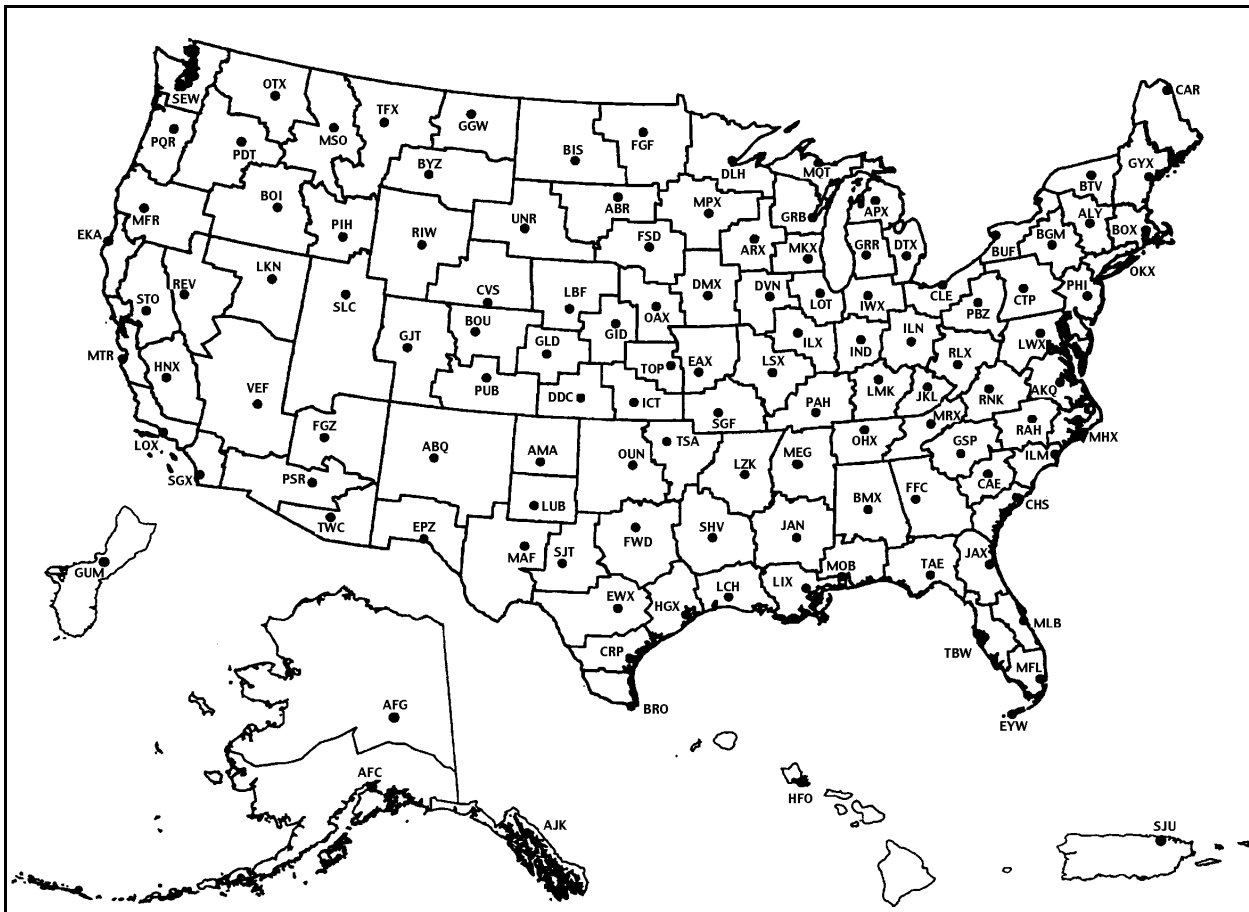 CAR
OTX
SEW
TFX
GGW
MSO
PQR
PDT
BIS
FGF
DLH
MQT
GYX
BTV
BYZ
BOI
MFR
PIH
EKA
RIW
UNR
ABR
MPX
FSD
GRB
APX
ARX
MKX
GRR
DTX
ALY
BOX
BGM
BUF
OKX
LKN
REV
STO
SLC
CVS
LBF
DMX
DVN
LOT
IWX
CLE
PBZ
CTP
PHI
OAX
GID
BOU
GJT
GLD
MTR
HNX
VEF
PUB
DDC
ICT
TOP
EAX
LSX
ILX
IND
ILN
RLX
LWX
AKQ
LMK
JKL
RNK
SGF
PAH
MRX
RAH
MHX
LOX
SGX
FGZ
PSR
TWC
ABQ
EPZ
AMA
LUB
OUN
TSA
LZK
MEG
OHX
GSP
ILM
CAE
CHS
BMX
FFC
MAF
SJT
FWD
SHV
JAN
MOB
TAE
JAX
GUM
EWX
HGX
LCH
LIX
MLB
CRP
TBW
MFL
BRO
EYW
AFG
AFC
AJK
HFO
SJU